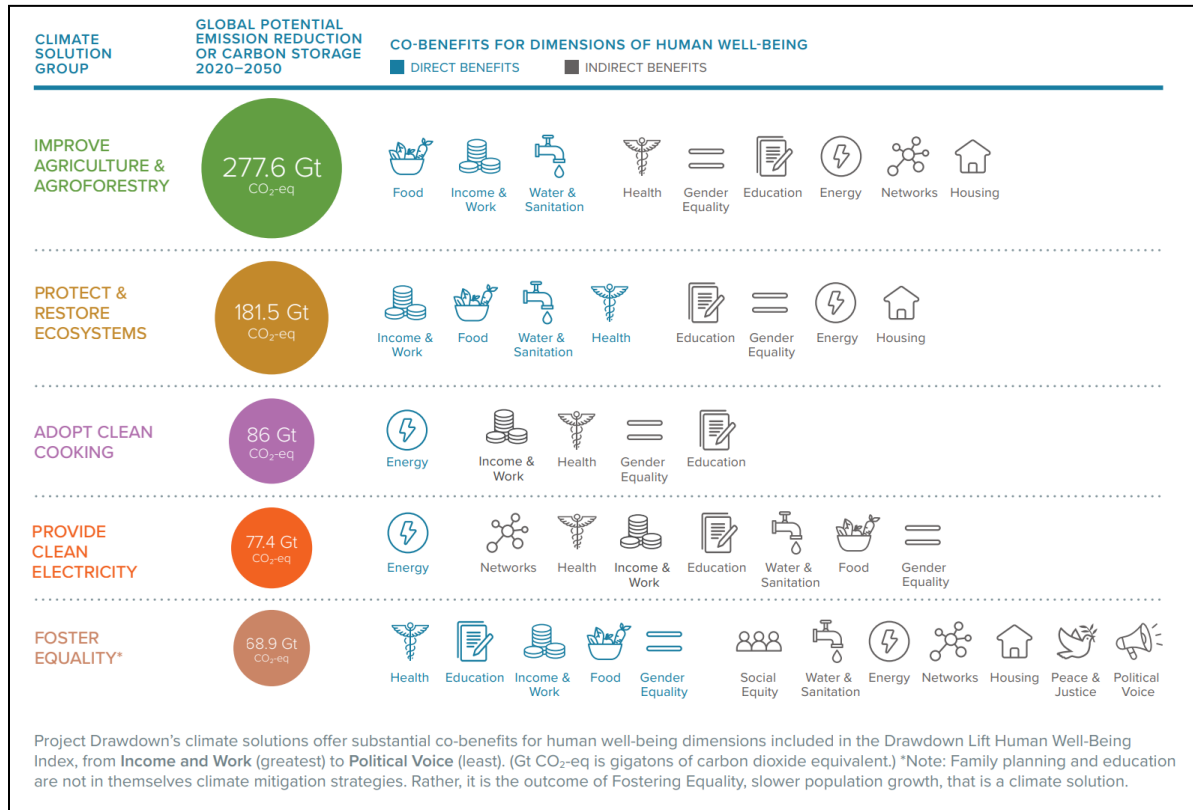 CLIMATE
SOLUTION
GROUP
GLOBAL POTENTIAL
EMISSION REDUCTION
OR CARBON STORAGE
2020–2050
CO-BENEFITS FOR DIMENSIONS OF HUMAN WELL-BEING
DIRECT BENEFITS INDIRECT BENEFITS
IMPROVE
AGRICULTURE &
AGROFORESTRY
277.6 Gt
CO₂-eq
Food Income & Work Water & Sanitation Health Gender Equality Education Energy Networks Housing
PROTECT &
RESTORE
ECOSYSTEMS
181.5 Gt
CO₂-eq
Income & Work Food Water & Sanitation Health Education Gender Equality Energy Housing
ADOPT CLEAN
COOKING
86 Gt
CO₂-eq
Energy Income & Work Health Gender Equality Education
PROVIDE
CLEAN
ELECTRICITY
77.4 Gt
CO₂-eq
Energy Networks Health Income & Work Education Water & Sanitation Food Gender Equality
FOSTER
EQUALITY*
68.9 Gt
CO₂-eq
Health Education Income & Work Food Gender Equality Social Equity Water & Sanitation Energy Networks Housing Peace & Justice Political Voice
Project Drawdown's climate solutions offer substantial co-benefits for human well-being dimensions included in the Drawdown Lift Human Well-Being
Index, from Income and Work (greatest) to Political Voice (least). (Gt CO₂-eq is gigatons of carbon dioxide equivalent.) *Note: Family planning and education
are not in themselves climate mitigation strategies. Rather, it is the outcome of Fostering Equality, slower population growth, that is a climate solution.